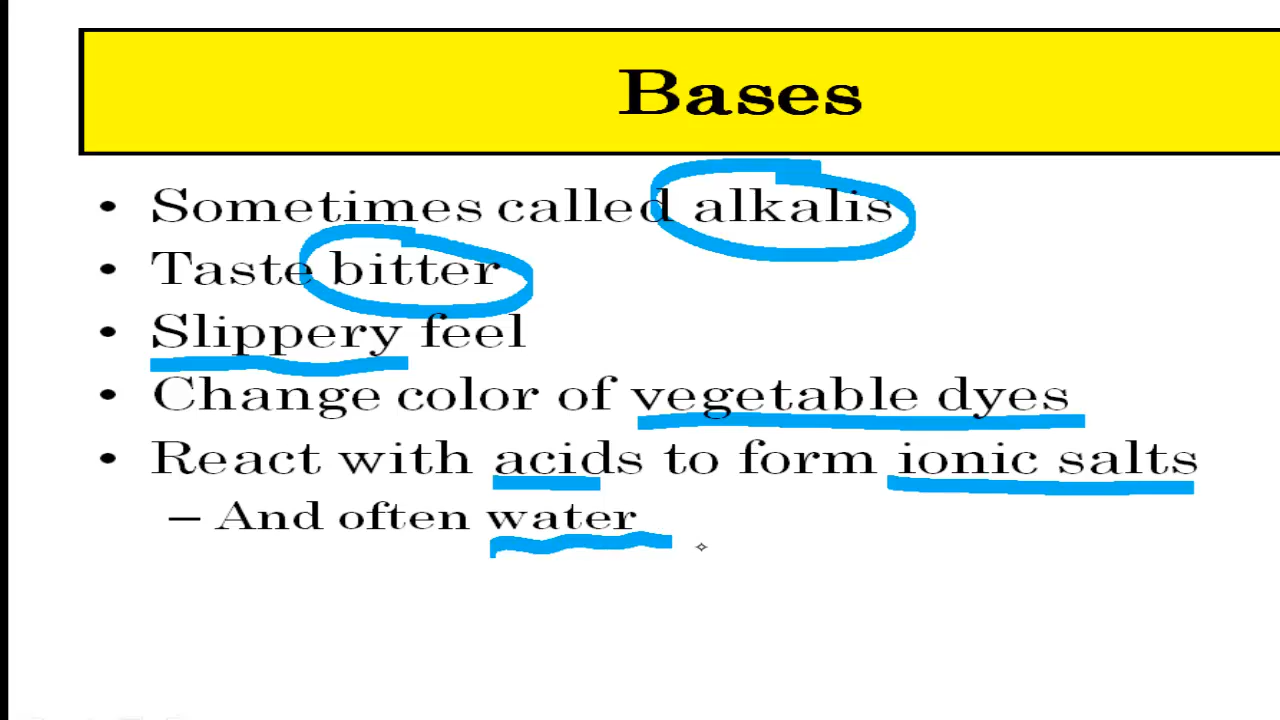 Bases
• Sometimes called alkalis
• Taste bitter
• Slippery feel
• Change color of vegetable dyes
• React with acids to form ionic salts
– And often water